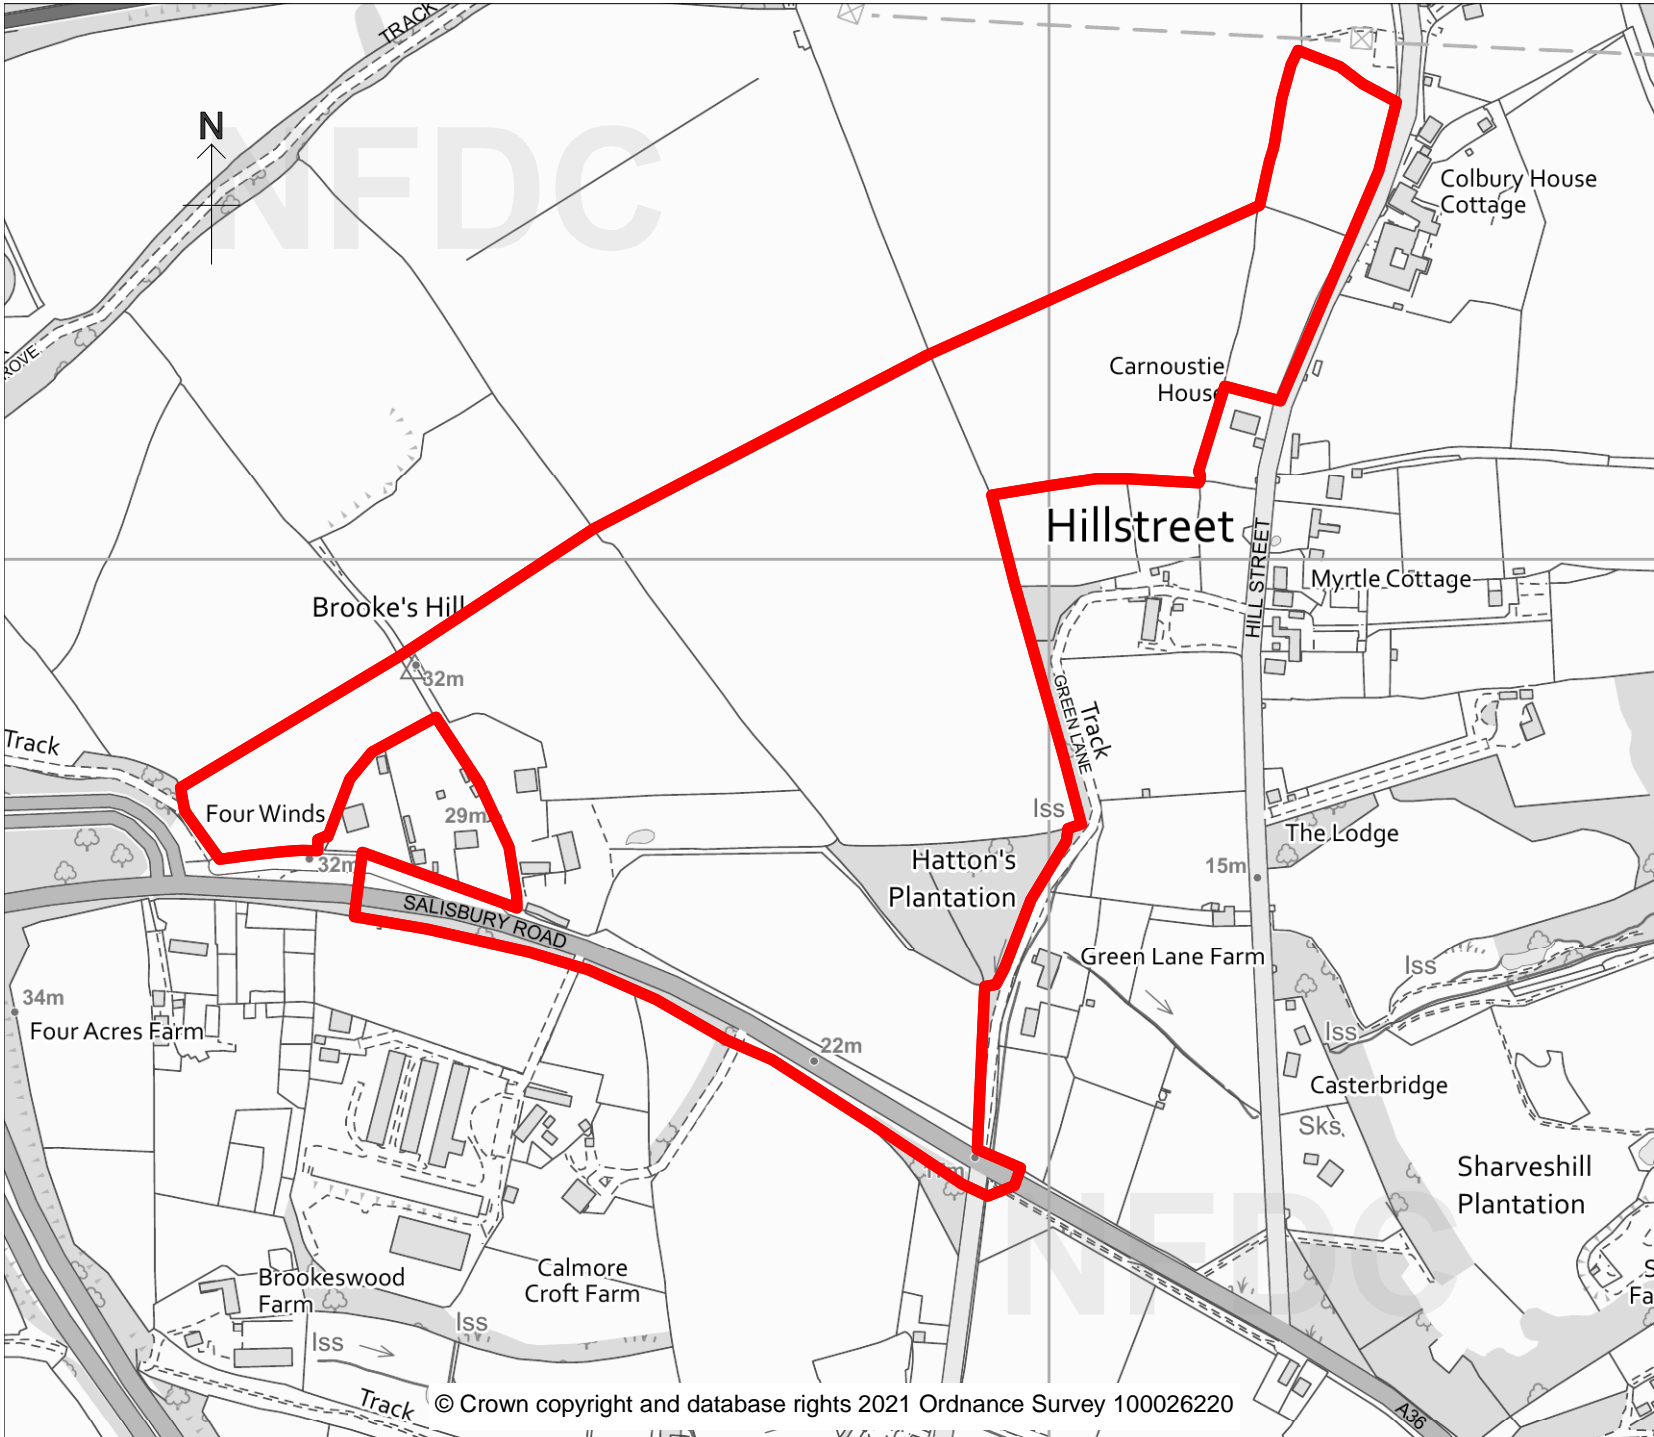 TRACK
N
NFDC
Colbury House
Cottage
Carnoustie
House
Hillstreet
HILL STREET
Myrtle Cottage
Brooke's Hill
32m
GREEN LANE
Track
Track
Four Winds
29m
Iss
32m
The Lodge
15m
Hatton's
Plantation
SALISBURY ROAD
Green Lane Farm
Iss
34m
Four Acres Farm
22m
Iss
Casterbridge
Sks
Sharveshill
Plantation
NFDC
Brookeswood
Farm
Calmore
Croft Farm
Iss
Iss
Track
A36
© Crown copyright and database rights 2021 Ordnance Survey 100026220